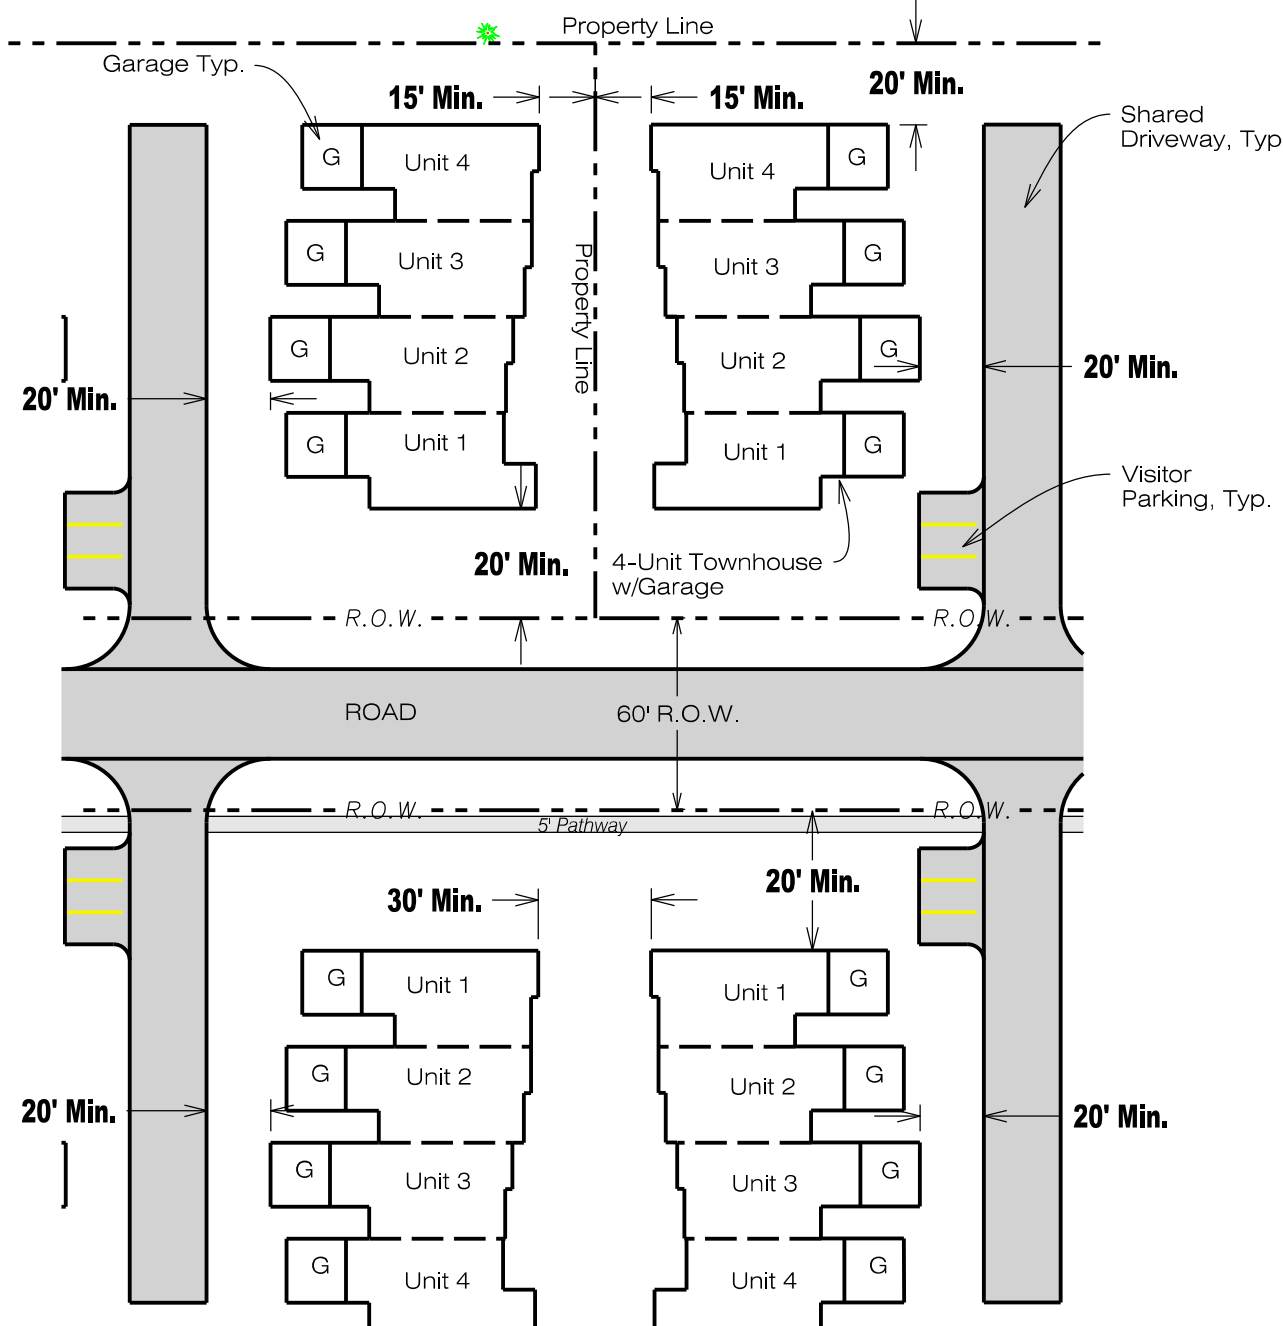 Property Line
Garage Typ.
15' Min.
15' Min.
20' Min.
Shared
Driveway, Typ
G
Unit 4
Unit 4
G
G
Unit 3
Property Line
Unit 3
G
G
Unit 2
Unit 2
G
20' Min.
20' Min.
G
Unit 1
Unit 1
G
Visitor
Parking, Typ.
20' Min.
4-Unit Townhouse
w/Garage
R.O.W.
R.O.W.
ROAD
60' R.O.W.
R.O.W.
R.O.W.
5' Pathway
30' Min.
20' Min.
G
Unit 1
Unit 1
G
G
Unit 2
Unit 2
G
20' Min.
20' Min.
G
Unit 3
Unit 3
G
G
Unit 4
Unit 4
G